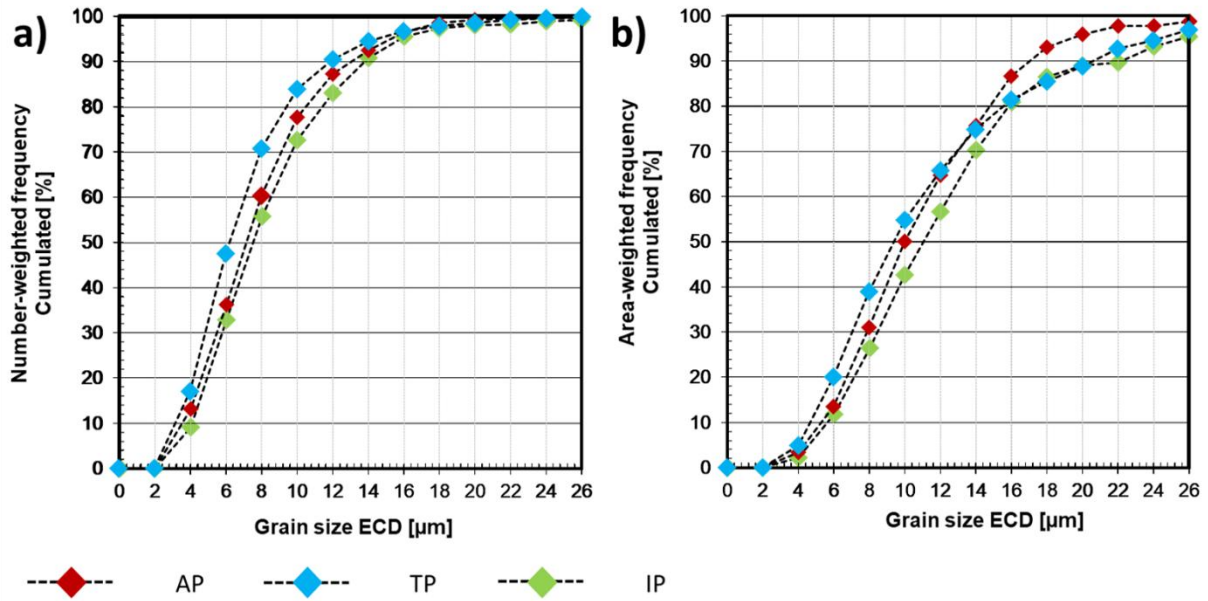 a)
Number-weighted frequency
Cumulated [%]
100
90
80
70
60
50
40
30
20
10
0
0 2 4 6 8 10 12 14 16 18 20 22 24 26
Grain size ECD [µm]
b)
Area-weighted frequency
Cumulated [%]
100
90
80
70
60
50
40
30
20
10
0
0 2 4 6 8 10 12 14 16 18 20 22 24 26
Grain size ECD [µm]
AP TP IP